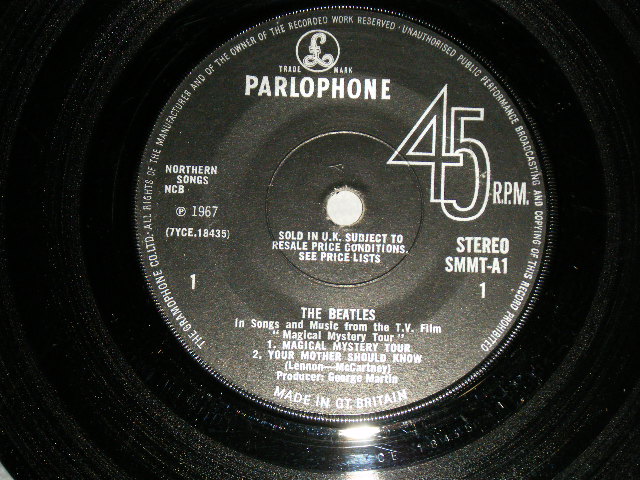 THE GRAMOPHONE CO. LTD. ALL RIGHTS OF THE MANUFACTURER AND OF THE OWNER OF THE RECORDED WORK RESERVED · UNAUTHORISED PUBLIC PERFORMANCE BROADCASTING AND COPYING OF THIS RECORD PROHIBITED
£
TRADE MARK
PARLOPHONE
45 R.P.M.
NORTHERN
SONGS
NCB
℗ 1967
(7YCE.18435)
SOLD IN U.K. SUBJECT TO
RESALE PRICE CONDITIONS,
SEE PRICE LISTS
STEREO
SMMT-A1
1
1
THE BEATLES
In Songs and Music from the T.V. Film
"Magical Mystery Tour"
1. MAGICAL MYSTERY TOUR
2. YOUR MOTHER SHOULD KNOW
(Lennon—McCartney)
Producer: George Martin
MADE IN GT. BRITAIN